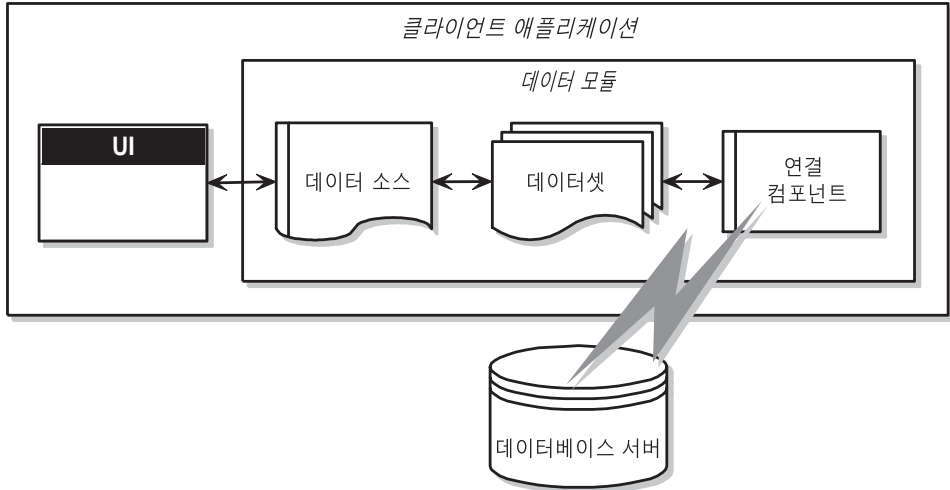 클라이언트 애플리케이션
데이터 모듈
UI
데이터 소스
데이터셋
연결
컴포넌트
데이터베이스 서버